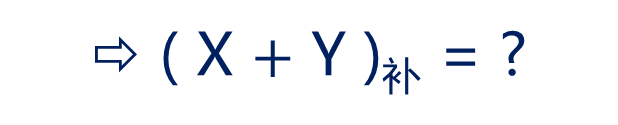 ⇨ ( X + Y )补 = ?